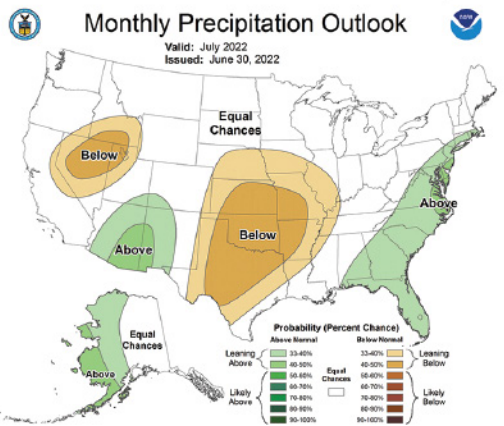 Monthly Precipitation Outlook
Valid: July 2022
Issued: June 30, 2022
noaa
Equal
Chances
Below
Above
Below
Above
Equal
Chances
Above
Probability (Percent Chance)
Above Normal
Below Normal
Leaning
Above
33-40%
40-50%
50-60%
60-70%
70-80%
80-90%
90-100%
Likely
Above
Equal
Chances
33-40%
40-50%
50-60%
60-70%
70-80%
80-90%
90-100%
Leaning
Below
Likely
Below